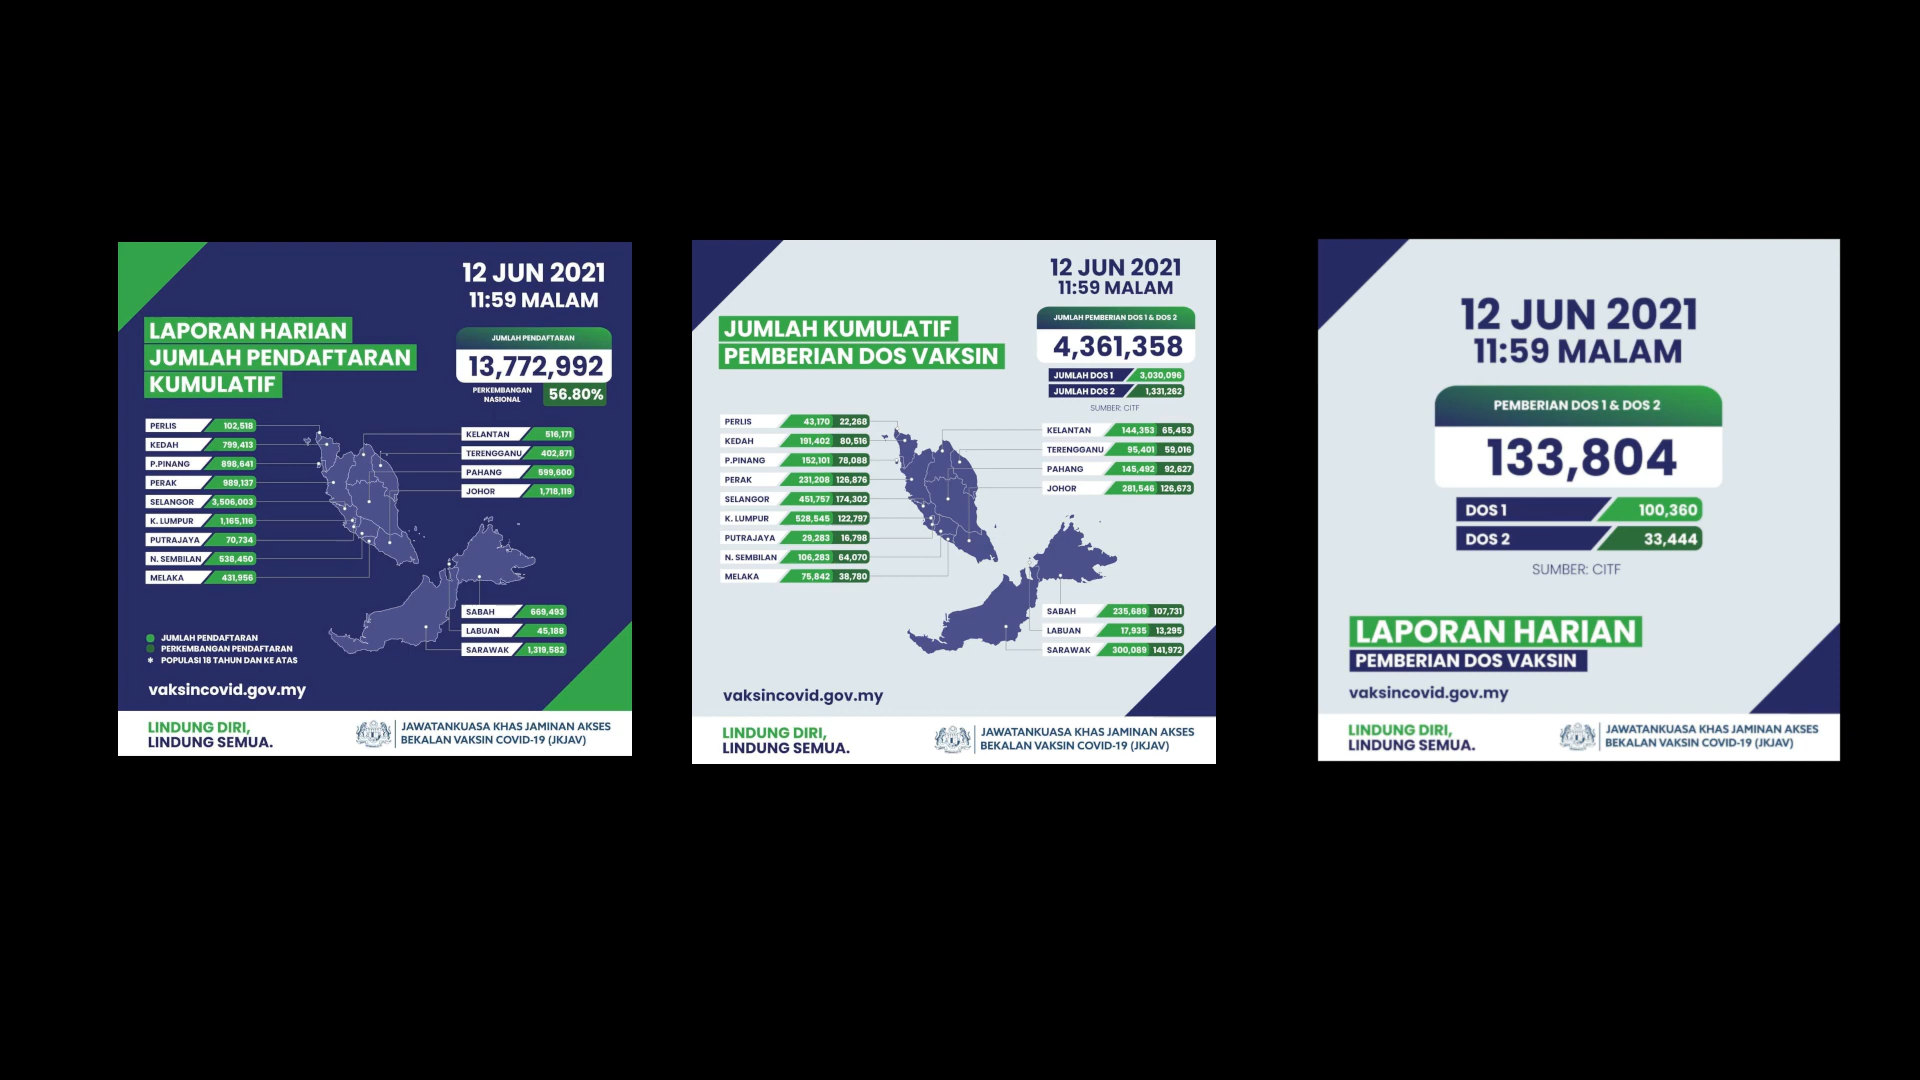 12 JUN 2021
11:59 MALAM
LAPORAN HARIAN
JUMLAH PENDAFTARAN
KUMULATIF
JUMLAH PENDAFTARAN
13,772,992
PERKEMBANGAN
NASIONAL
56.80%
PERLIS 102,518
KEDAH 799,413
P.PINANG 898,641
PERAK 989,137
SELANGOR 3,506,003
K. LUMPUR 1,165,116
PUTRAJAYA 70,734
N. SEMBILAN 538,450
MELAKA 431,956
KELANTAN 516,171
TERENGGANU 402,871
PAHANG 599,600
JOHOR 1,718,119
SABAH 669,493
LABUAN 45,188
SARAWAK 1,319,582
JUMLAH PENDAFTARAN
PERKEMBANGAN PENDAFTARAN
* POPULASI 18 TAHUN DAN KE ATAS
vaksincovid.gov.my
LINDUNG DIRI,
LINDUNG SEMUA.
JAWATANKUASA KHAS JAMINAN AKSES
BEKALAN VAKSIN COVID-19 (JKJAV)
12 JUN 2021
11:59 MALAM
JUMLAH KUMULATIF
PEMBERIAN DOS VAKSIN
JUMLAH PEMBERIAN DOS 1 & DOS 2
4,361,358
JUMLAH DOS 1 3,030,096
JUMLAH DOS 2 1,331,262
SUMBER: CITF
PERLIS 43,170 22,268
KEDAH 191,402 80,516
P.PINANG 152,101 78,088
PERAK 231,208 126,876
SELANGOR 451,757 174,302
K. LUMPUR 528,545 122,797
PUTRAJAYA 29,283 16,798
N. SEMBILAN 106,283 64,070
MELAKA 75,842 38,780
KELANTAN 144,353 65,453
TERENGGANU 95,401 59,016
PAHANG 145,492 92,627
JOHOR 281,546 126,673
SABAH 235,689 107,731
LABUAN 17,935 13,295
SARAWAK 300,089 141,972
vaksincovid.gov.my
LINDUNG DIRI,
LINDUNG SEMUA.
JAWATANKUASA KHAS JAMINAN AKSES
BEKALAN VAKSIN COVID-19 (JKJAV)
12 JUN 2021
11:59 MALAM
PEMBERIAN DOS 1 & DOS 2
133,804
DOS 1 100,360
DOS 2 33,444
SUMBER: CITF
LAPORAN HARIAN
PEMBERIAN DOS VAKSIN
vaksincovid.gov.my
LINDUNG DIRI,
LINDUNG SEMUA.
JAWATANKUASA KHAS JAMINAN AKSES
BEKALAN VAKSIN COVID-19 (JKJAV)